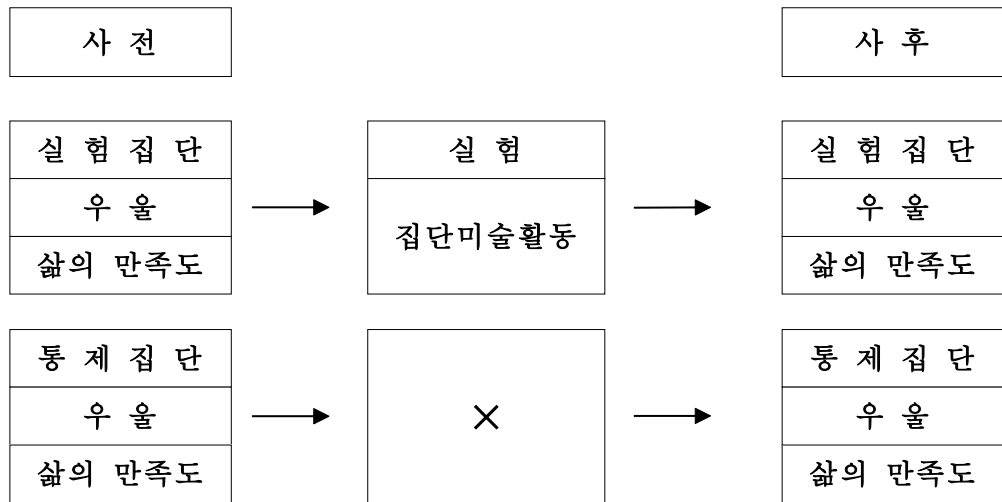 사 전
사 후
실 험 집 단
우 울
삶의 만족도
실 험
집단미술활동
실 험 집 단
우 울
삶의 만족도
통 제 집 단
우 울
삶의 만족도
×
통 제 집 단
우 울
삶의 만족도